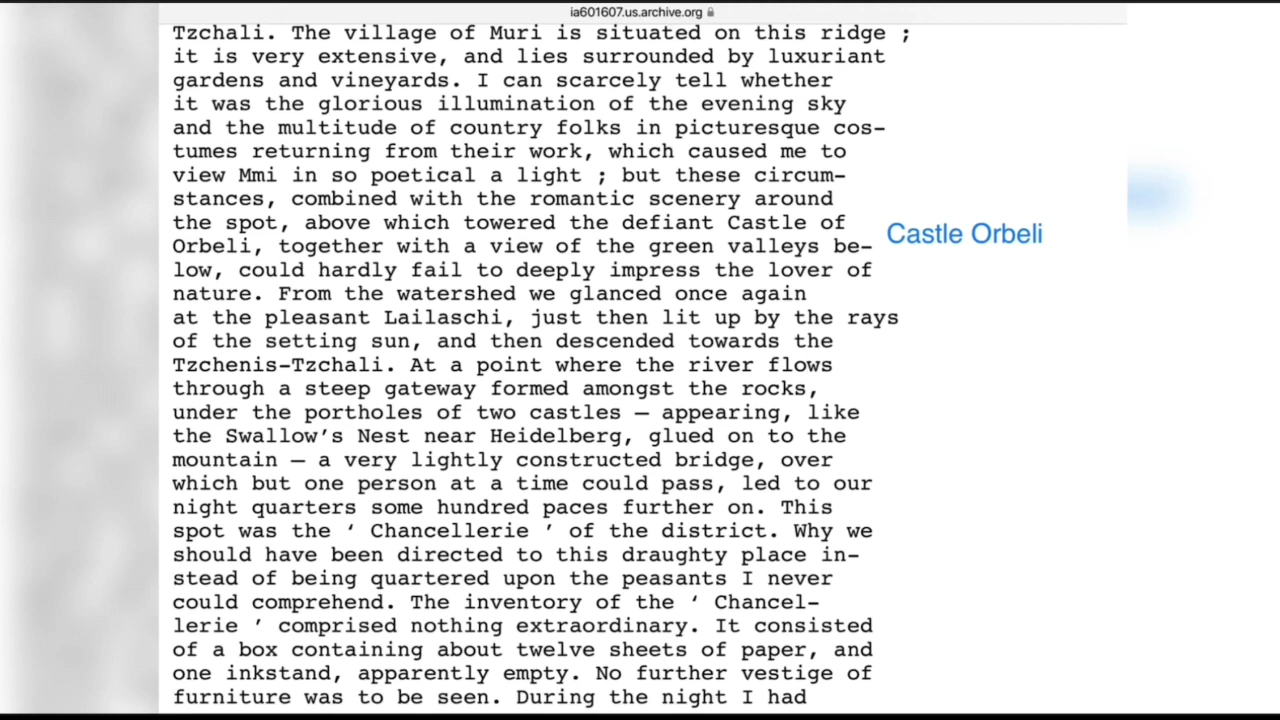 ia601607.us.archive.org
Tzchali. The village of Muri is situated on this ridge ;
it is very extensive, and lies surrounded by luxuriant
gardens and vineyards. I can scarcely tell whether
it was the glorious illumination of the evening sky
and the multitude of country folks in picturesque cos-
tumes returning from their work, which caused me to
view Mmi in so poetical a light ; but these circum-
stances, combined with the romantic scenery around
the spot, above which towered the defiant Castle of
Orbeli, together with a view of the green valleys be-
low, could hardly fail to deeply impress the lover of
nature. From the watershed we glanced once again
at the pleasant Lailaschi, just then lit up by the rays
of the setting sun, and then descended towards the
Tzchenis-Tzchali. At a point where the river flows
through a steep gateway formed amongst the rocks,
under the portholes of two castles — appearing, like
the Swallow's Nest near Heidelberg, glued on to the
mountain — a very lightly constructed bridge, over
which but one person at a time could pass, led to our
night quarters some hundred paces further on. This
spot was the ‘ Chancellerie ’ of the district. Why we
should have been directed to this draughty place in-
stead of being quartered upon the peasants I never
could comprehend. The inventory of the ‘ Chancel-
lerie ’ comprised nothing extraordinary. It consisted
of a box containing about twelve sheets of paper, and
one inkstand, apparently empty. No further vestige of
furniture was to be seen. During the night I had
Castle Orbeli